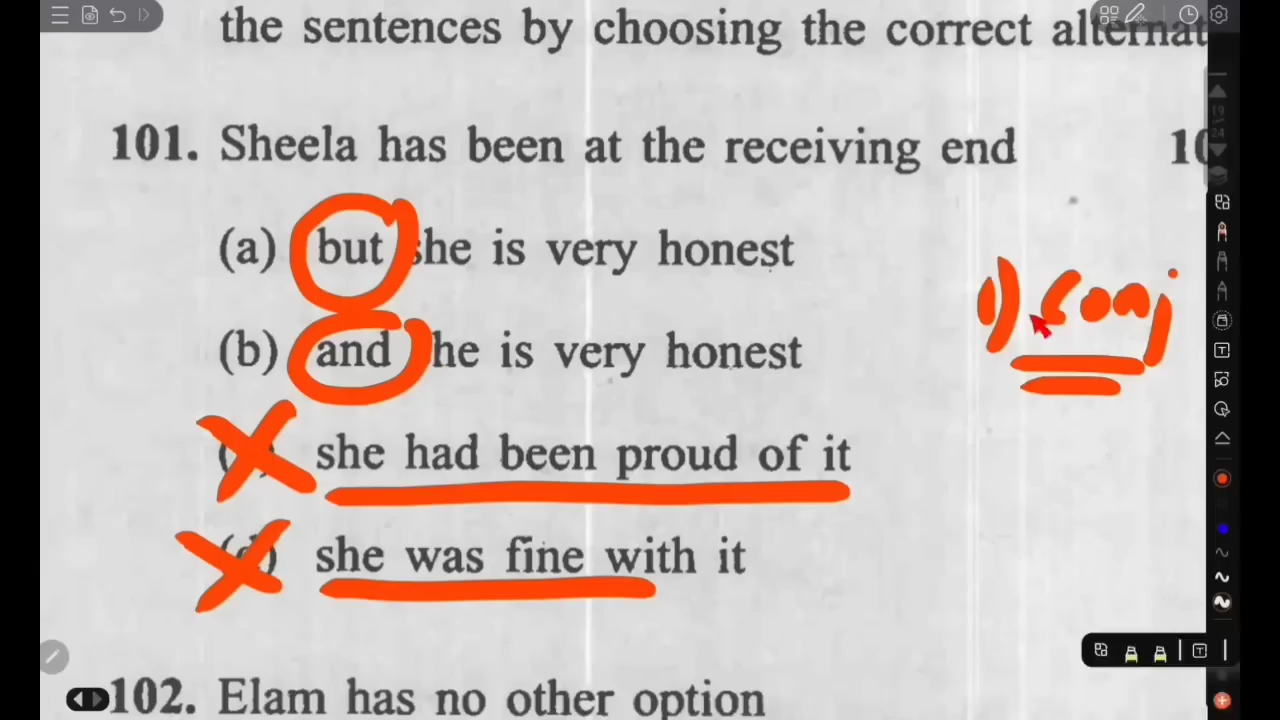 the sentences by choosing the correct alternat
101. Sheela has been at the receiving end
10
(a) but she is very honest
(b) and she is very honest
1) conj
she had been proud of it
(d) she was fine with it
102. Elam has no other option